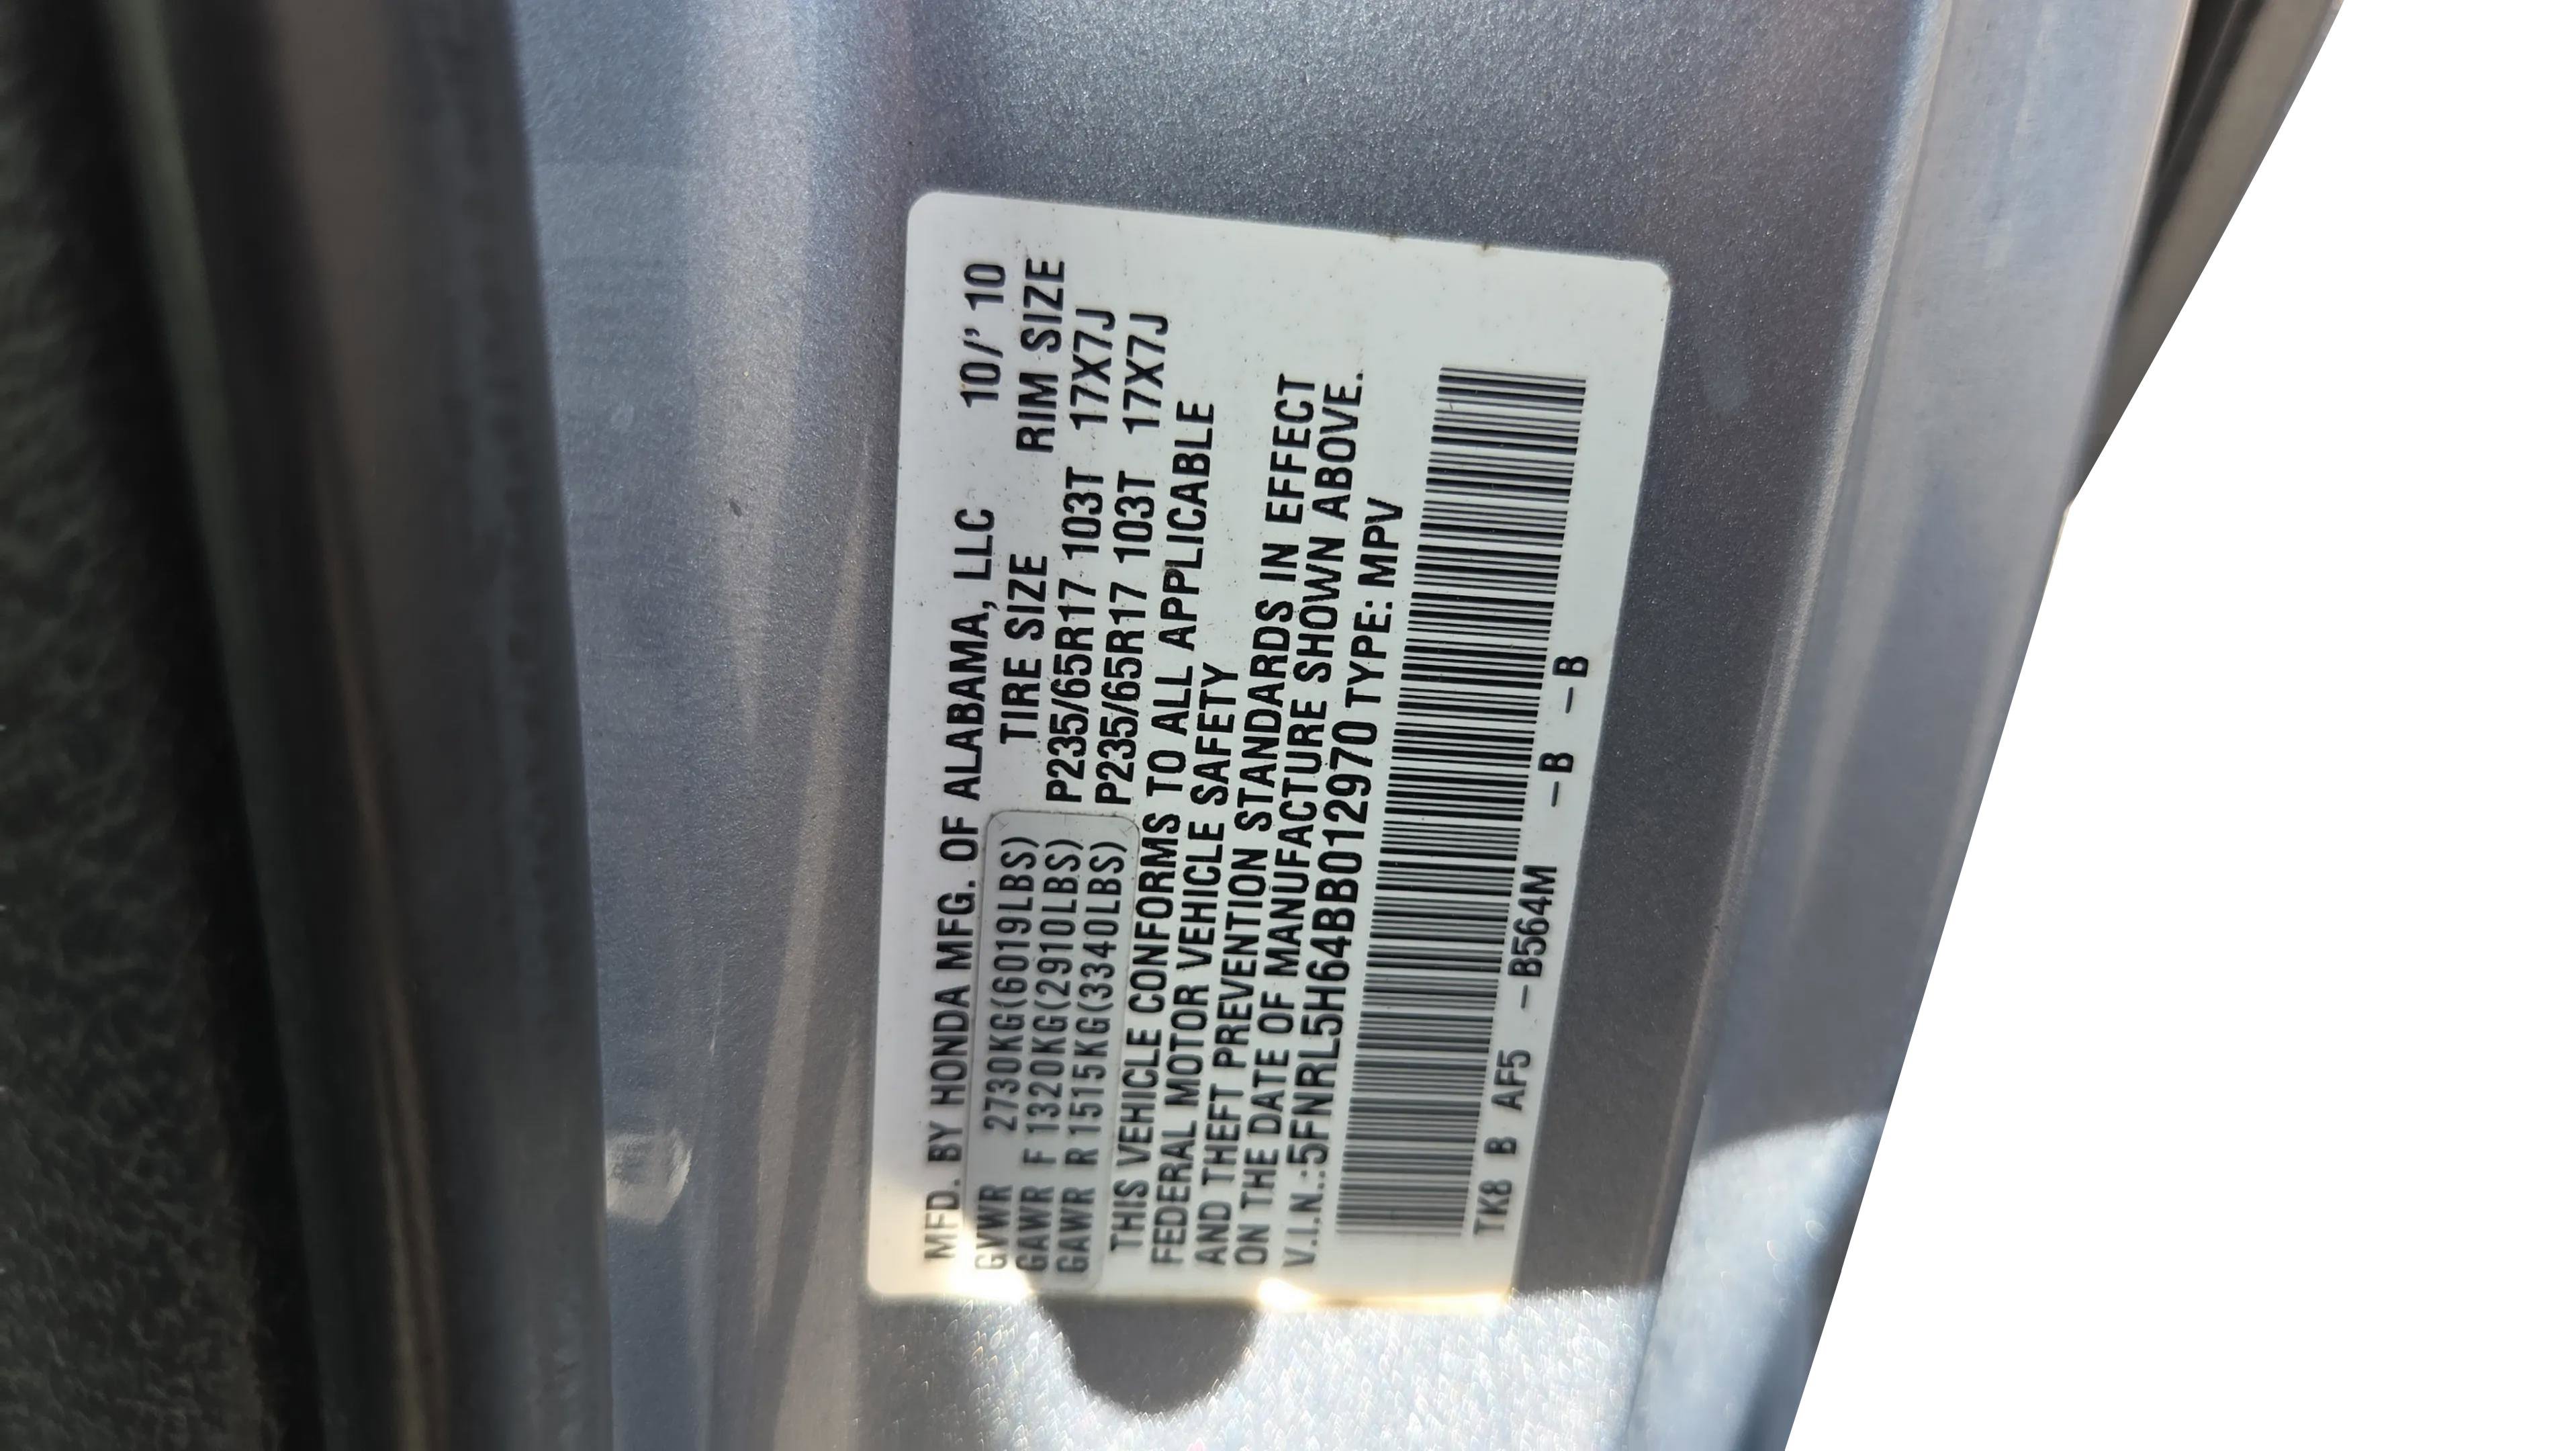 MFD. BY HONDA MFG. OF ALABAMA, LLC 10/' 10
TIRE SIZE RIM SIZE
GVWR 2730KG(6019LBS)
GAWR F 1320KG(2910LBS) P235/65R17 103T 17X7J
GAWR R 1515KG(3340LBS) P235/65R17 103T 17X7J
THIS VEHICLE CONFORMS TO ALL APPLICABLE
FEDERAL MOTOR VEHICLE SAFETY
AND THEFT PREVENTION STANDARDS IN EFFECT
ON THE DATE OF MANUFACTURE SHOWN ABOVE.
V.I.N.:5FNRL5H64BB012970 TYPE: MPV
TK8 B AF5 -B564M -B -B